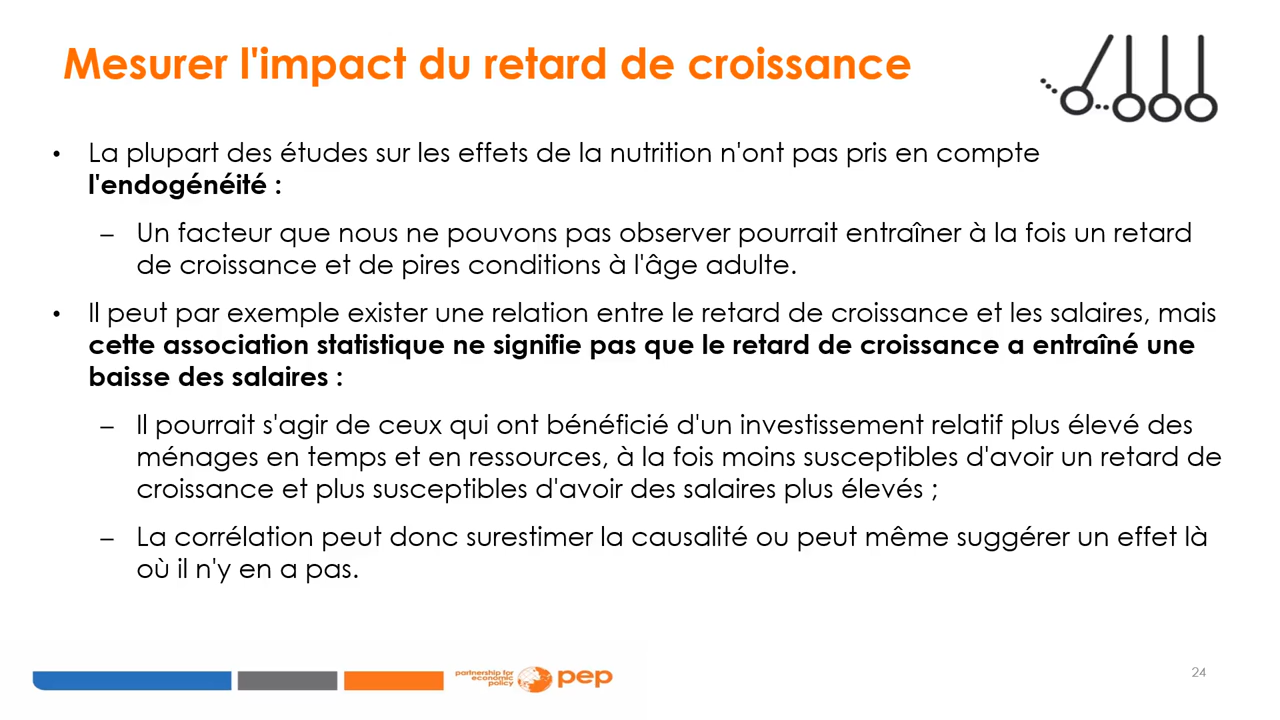 Mesurer l'impact du retard de croissance
• La plupart des études sur les effets de la nutrition n'ont pas pris en compte
l'endogénéité :
– Un facteur que nous ne pouvons pas observer pourrait entraîner à la fois un retard
de croissance et de pires conditions à l'âge adulte.
• Il peut par exemple exister une relation entre le retard de croissance et les salaires, mais
cette association statistique ne signifie pas que le retard de croissance a entraîné une
baisse des salaires :
– Il pourrait s'agir de ceux qui ont bénéficié d'un investissement relatif plus élevé des
ménages en temps et en ressources, à la fois moins susceptibles d'avoir un retard de
croissance et plus susceptibles d'avoir des salaires plus élevés ;
– La corrélation peut donc surestimer la causalité ou peut même suggérer un effet là
où il n'y en a pas.
partnership for
economic
policy
pep
24